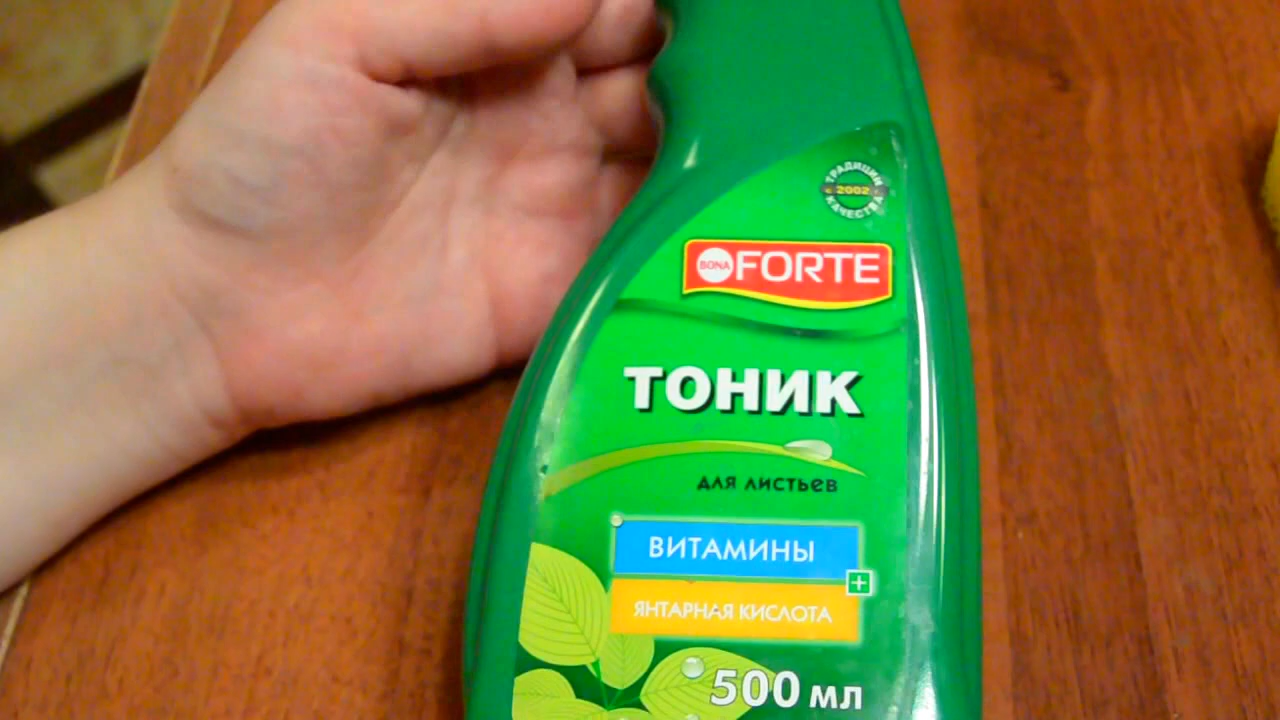 ТРАДИЦИИ
2002
КАЧЕСТВА
BONA FORTE
ТОНИК
для листьев
ВИТАМИНЫ
+
ЯНТАРНАЯ КИСЛОТА
500 мл